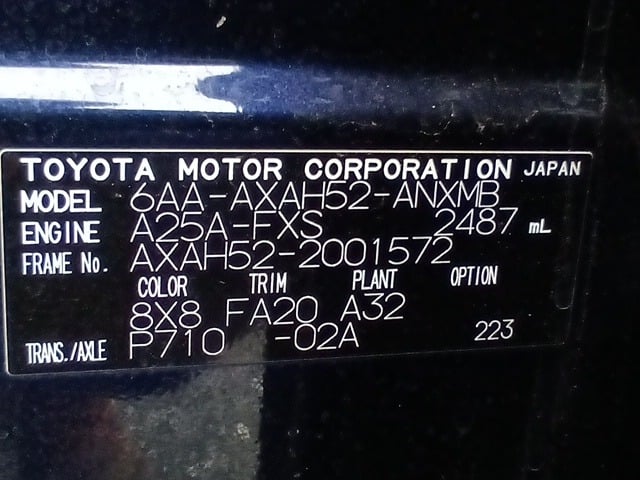 TOYOTA MOTOR CORPORATION JAPAN
MODEL 6AA-AXAH52-ANXMB
ENGINE A25A-FXS 2487 mL
FRAME No. AXAH52-2001572
COLOR TRIM PLANT OPTION
8X8 FA20 A32
TRANS./AXLE P710 -02A 223